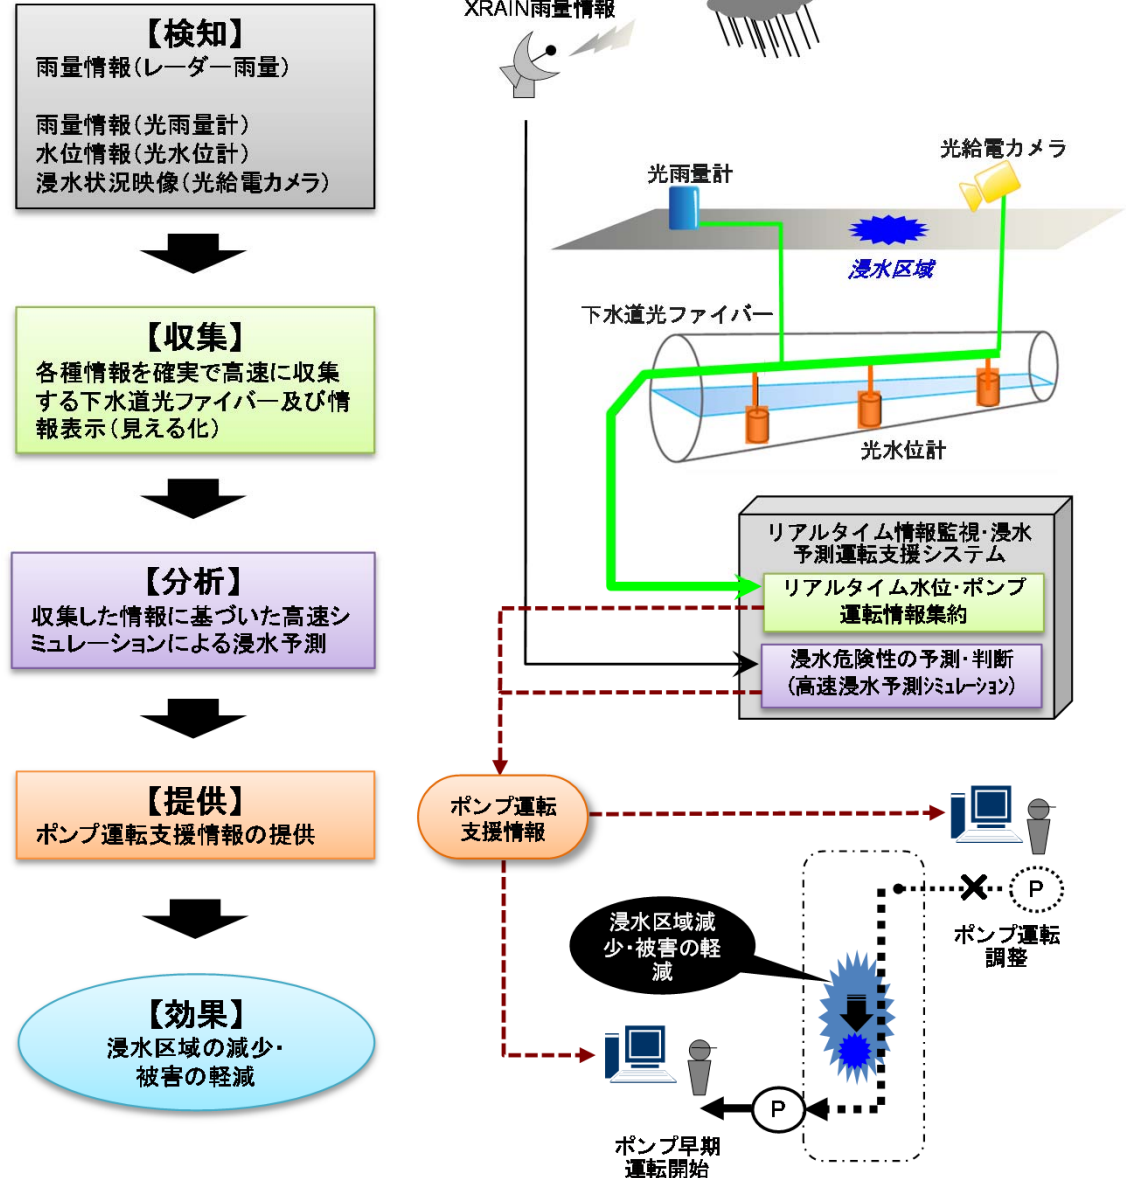 【検知】
雨量情報(レーダー雨量)
雨量情報(光雨量計)
水位情報(光水位計)
浸水状況映像(光給電カメラ)
【収集】
各種情報を確実で高速に収集
する下水道光ファイバー及び情
報表示(見える化)
【分析】
収集した情報に基づいた高速シ
ミュレーションによる浸水予測
【提供】
ポンプ運転支援情報の提供
【効果】
浸水区域の減少・
被害の軽減
XRAIN雨量情報
光雨量計
光給電カメラ
浸水区域
下水道光ファイバー
光水位計
リアルタイム情報監視・浸水
予測運転支援システム
リアルタイム水位・ポンプ
運転情報集約
浸水危険性の予測・判断
(高速浸水予測シミュレーション)
ポンプ運転
支援情報
P
ポンプ運転
調整
浸水区域減
少・被害の軽
減
P
ポンプ早期
運転開始